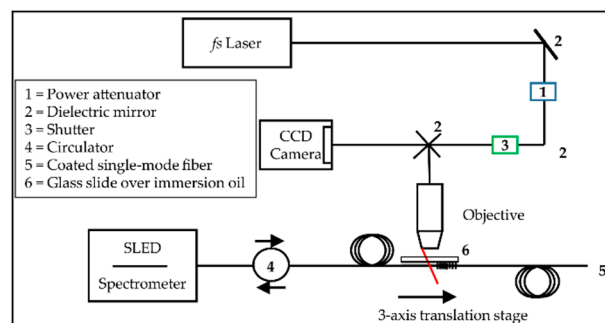 fs Laser
2
1 = Power attenuator
2 = Dielectric mirror
3 = Shutter
4 = Circulator
5 = Coated single-mode fiber
6 = Glass slide over immersion oil
1
CCD
Camera
2
3
2
Objective
6
SLED
Spectrometer
4
5
3-axis translation stage